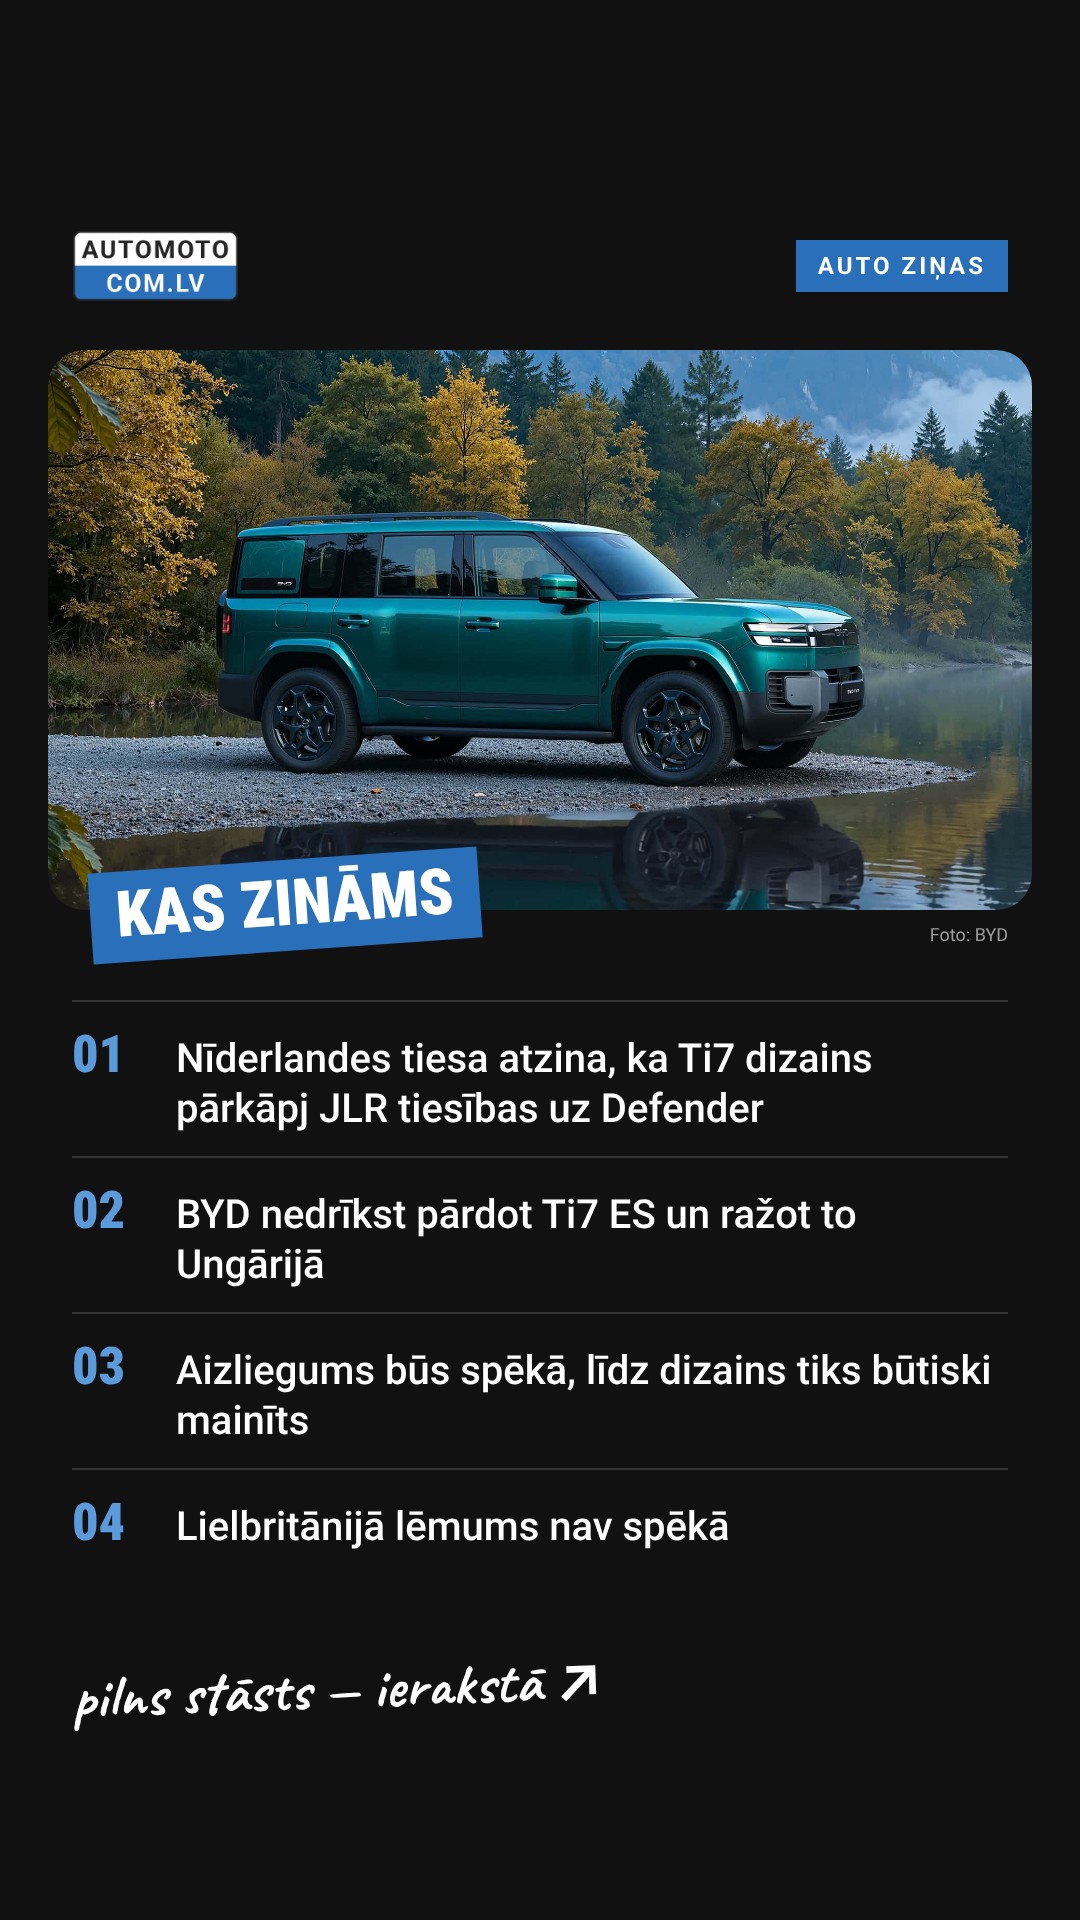 AUTOMOTO
COM.LV
AUTO ZIŅAS
BYD
KAS ZINĀMS
Foto: BYD
01 Nīderlandes tiesa atzina, ka Ti7 dizains
pārkāpj JLR tiesības uz Defender
02 BYD nedrīkst pārdot Ti7 ES un ražot to
Ungārijā
03 Aizliegums būs spēkā, līdz dizains tiks būtiski
mainīts
04 Lielbritānijā lēmums nav spēkā
pilns stāsts – ierakstā ↗